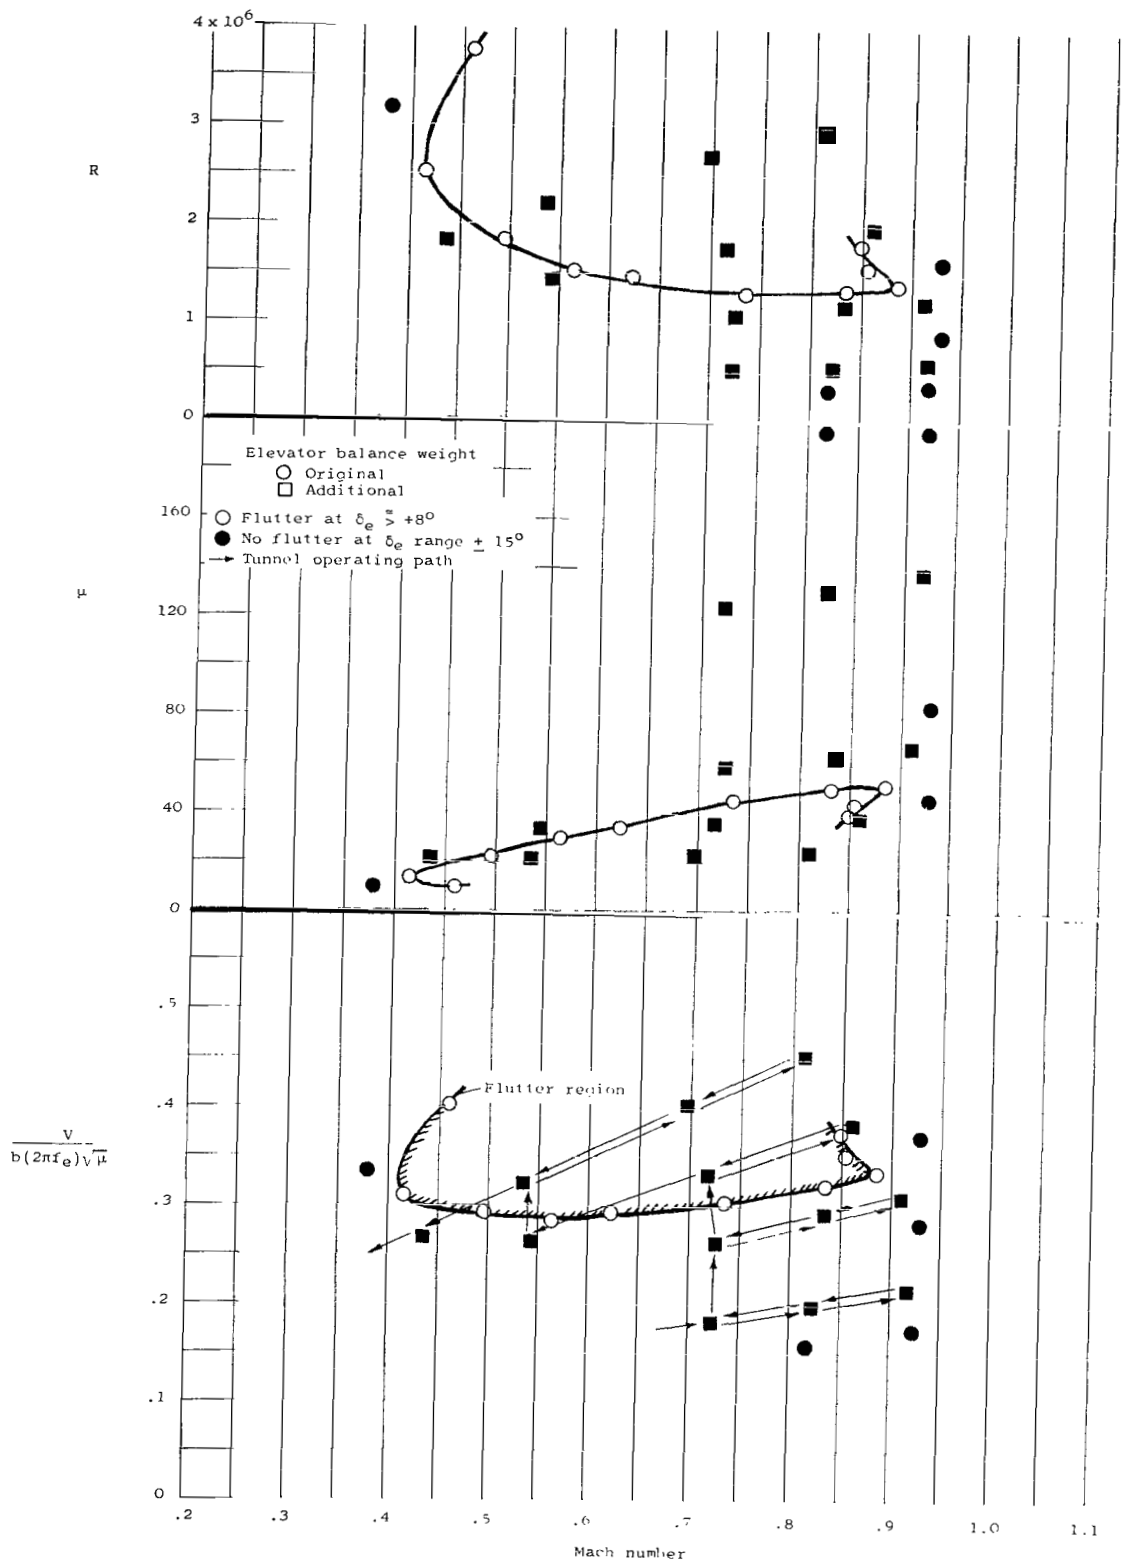 4 x 10⁶
3
R
2
1
0
Elevator balance weight
Original
Additional
160
Flutter at δₑ ≧ +8°
No flutter at δₑ range ± 15°
Tunnel operating path
μ
120
80
40
0
.5
Flutter region
.4
V
b(2πfₑ)√μ
.3
.2
.1
0
.2 .3 .4 .5 .6 .7 .8 .9 1.0 1.1
Mach number